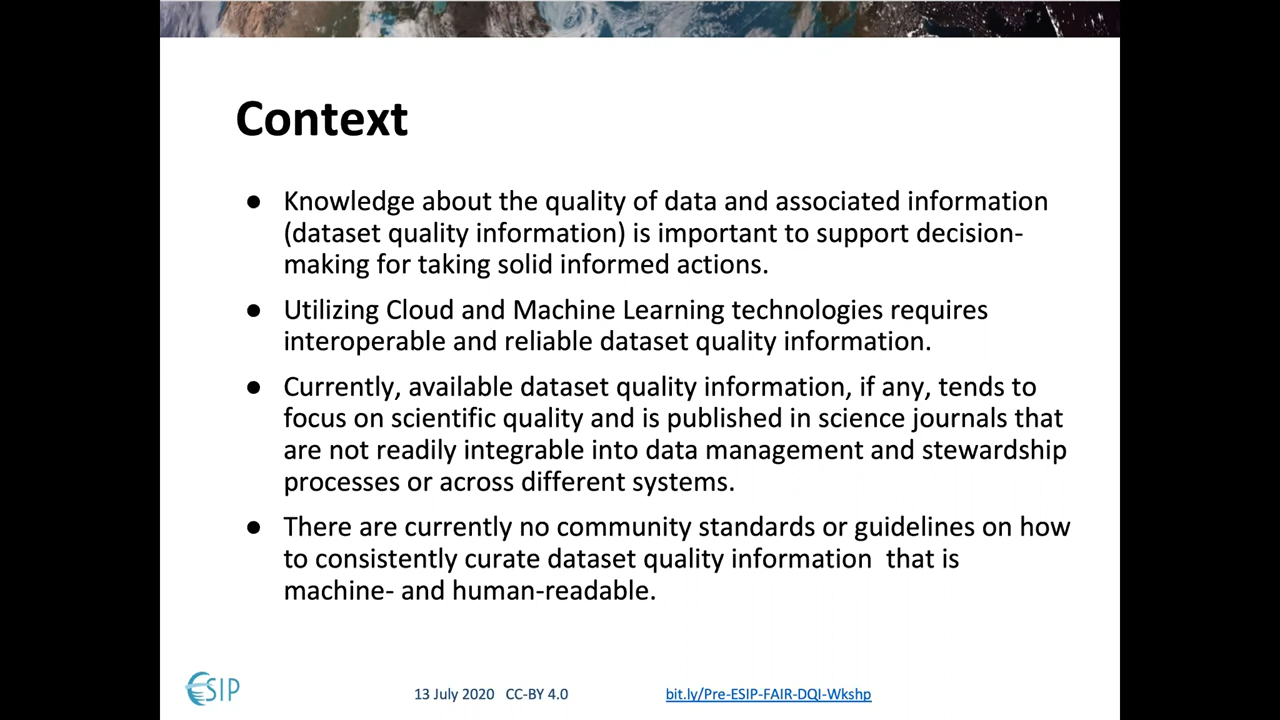 Context
● Knowledge about the quality of data and associated information
(dataset quality information) is important to support decision-
making for taking solid informed actions.
● Utilizing Cloud and Machine Learning technologies requires
interoperable and reliable dataset quality information.
● Currently, available dataset quality information, if any, tends to
focus on scientific quality and is published in science journals that
are not readily integrable into data management and stewardship
processes or across different systems.
● There are currently no community standards or guidelines on how
to consistently curate dataset quality information  that is
machine- and human-readable.
ESIP
13 July 2020 CC-BY 4.0
bit.ly/Pre-ESIP-FAIR-DQI-Wkshp